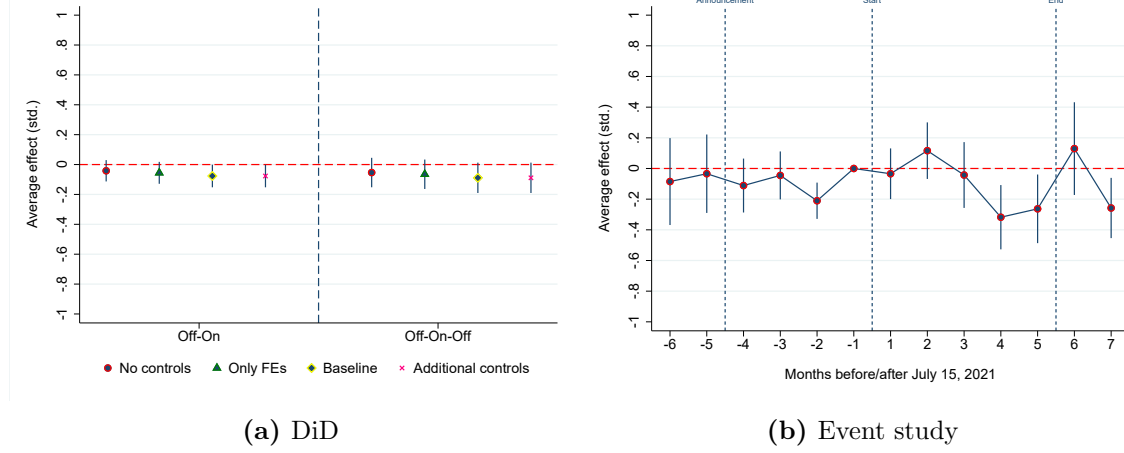 Announcement Start End
1 1
.8 .8
.6 .6
.4 .4
.2 .2
0 0
-.2 -.2
-.4 -.4
-.6 -.6
-.8 -.8
-1 -1
Average effect (std.) Average effect (std.)
Off-On Off-On-Off
-6 -5 -4 -3 -2 -1 1 2 3 4 5 6 7
No controls Only FEs Baseline Additional controls
Months before/after July 15, 2021
(a) DiD (b) Event study